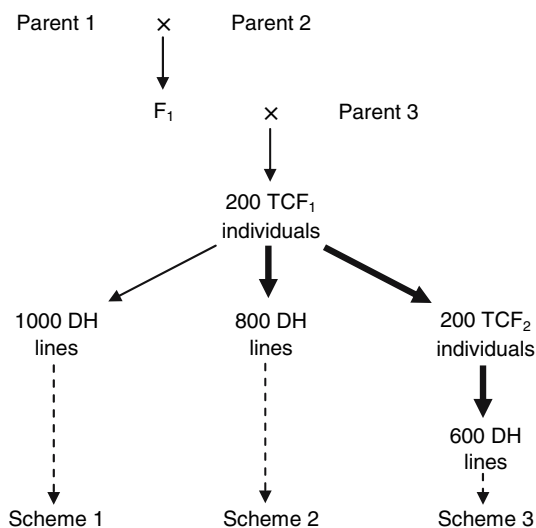 Parent 1 × Parent 2
F₁ × Parent 3
200 TCF₁
individuals
1000 DH
lines
800 DH
lines
200 TCF₂
individuals
600 DH
lines
Scheme 1
Scheme 2
Scheme 3